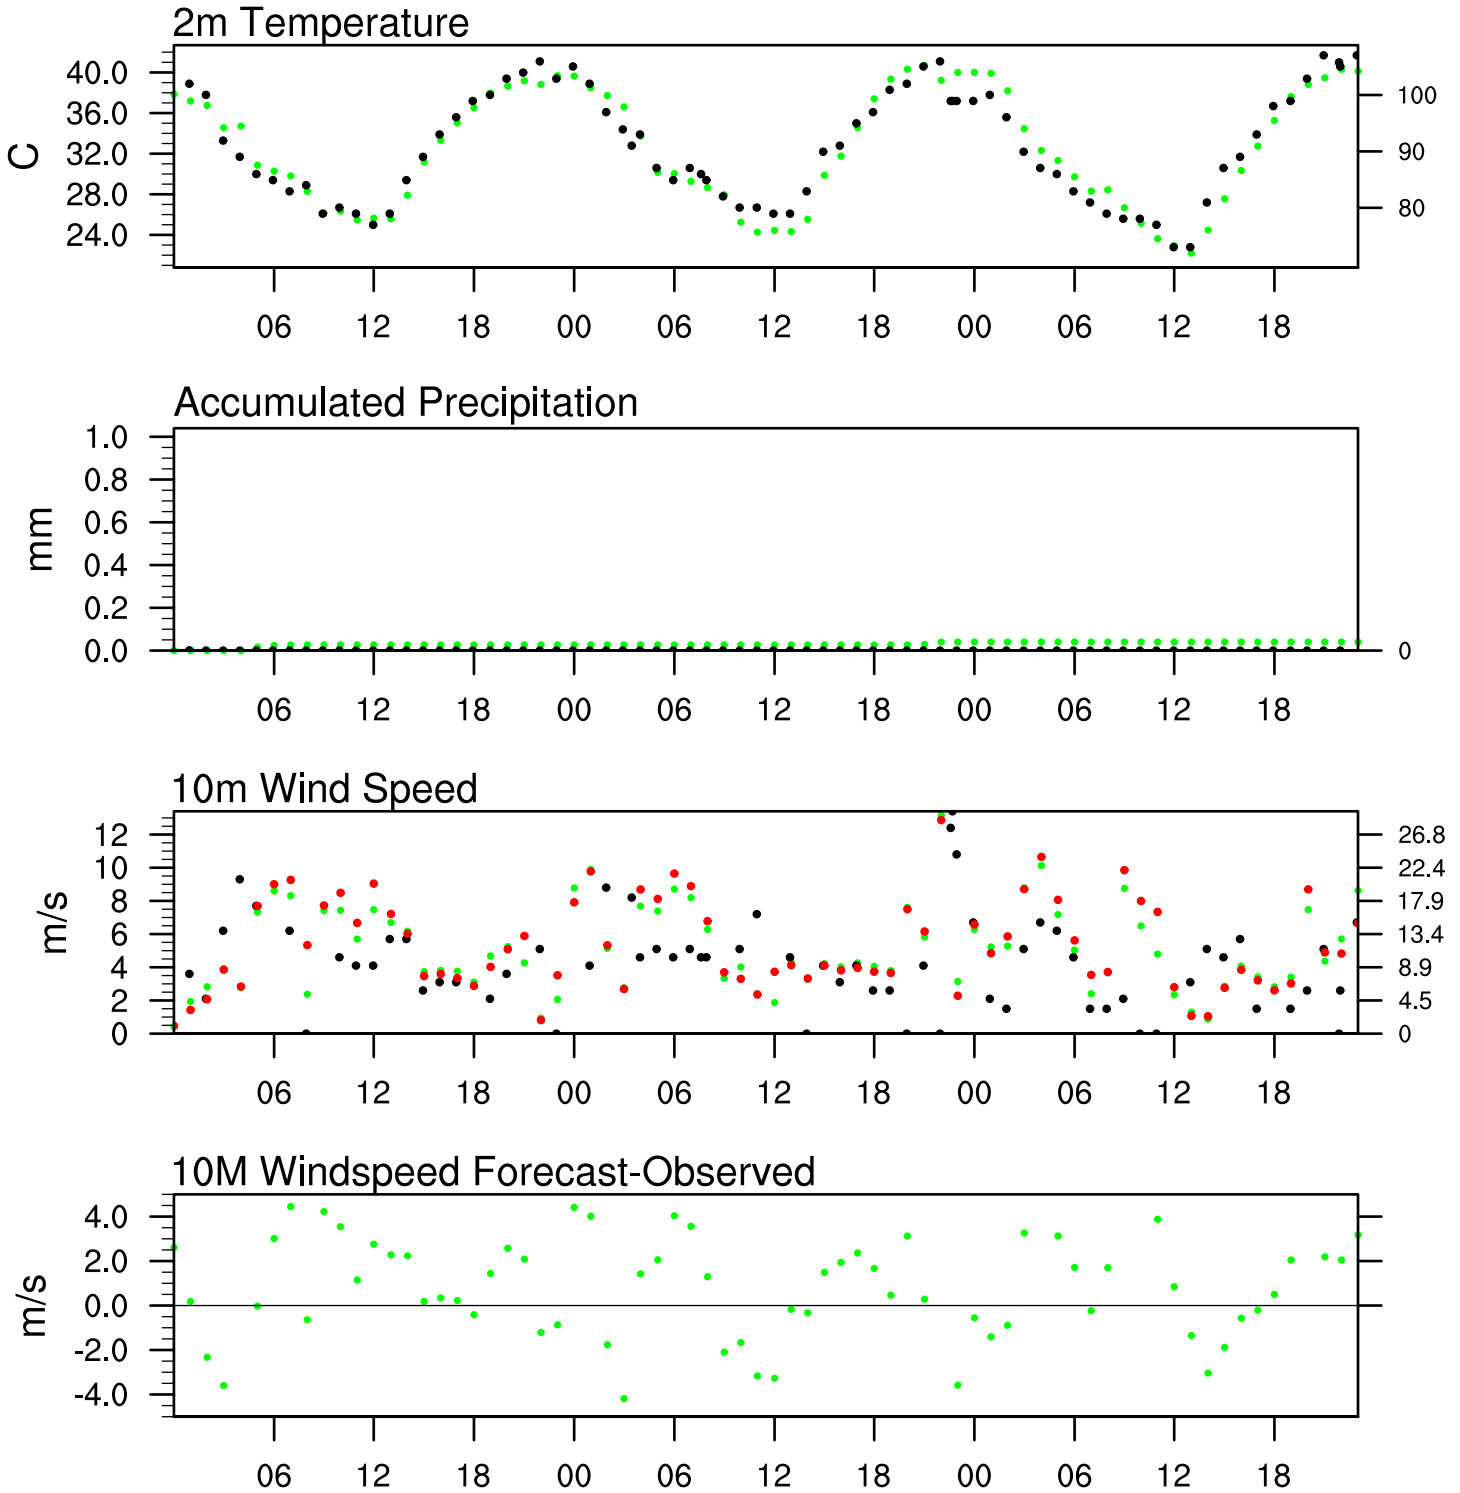 2m Temperature
40.0
36.0
32.0
28.0
24.0
C
100
90
80
06 12 18 00 06 12 18 00 06 12 18
Accumulated Precipitation
1.0
0.8
0.6
0.4
0.2
0.0
mm
0
06 12 18 00 06 12 18 00 06 12 18
10m Wind Speed
12
10
8
6
4
2
0
m/s
26.8
22.4
17.9
13.4
8.9
4.5
0
06 12 18 00 06 12 18 00 06 12 18
10M Windspeed Forecast-Observed
4.0
2.0
0.0
-2.0
-4.0
m/s
06 12 18 00 06 12 18 00 06 12 18